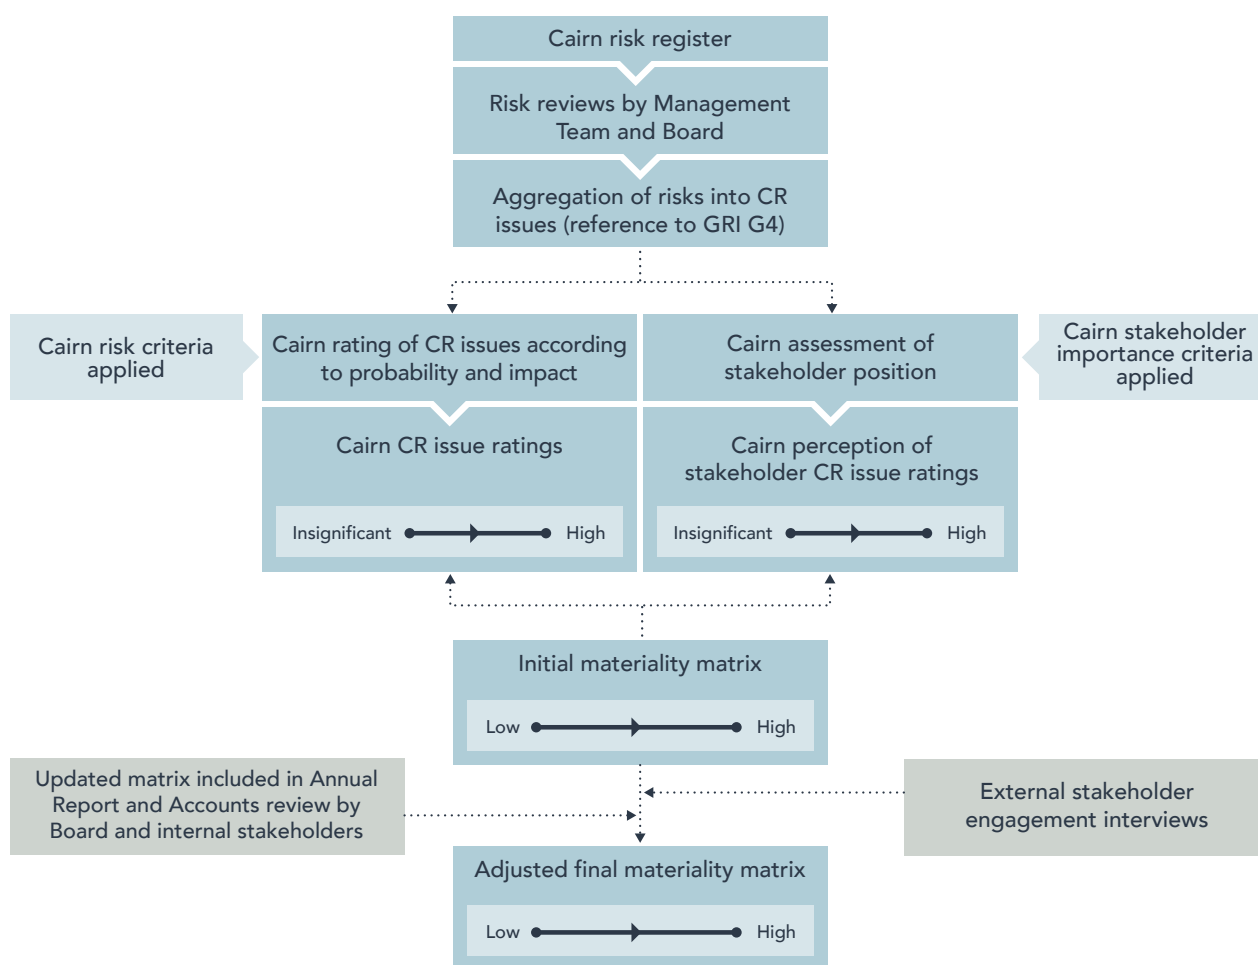 Cairn risk register
Risk reviews by Management
Team and Board
Aggregation of risks into CR
issues (reference to GRI G4)
Cairn risk criteria
applied
Cairn rating of CR issues according
to probability and impact
Cairn assessment of
stakeholder position
Cairn stakeholder
importance criteria
applied
Cairn CR issue ratings
Insignificant High
Cairn perception of
stakeholder CR issue ratings
Insignificant High
Initial materiality matrix
Low High
Updated matrix included in Annual
Report and Accounts review by
Board and internal stakeholders
External stakeholder
engagement interviews
Adjusted final materiality matrix
Low High